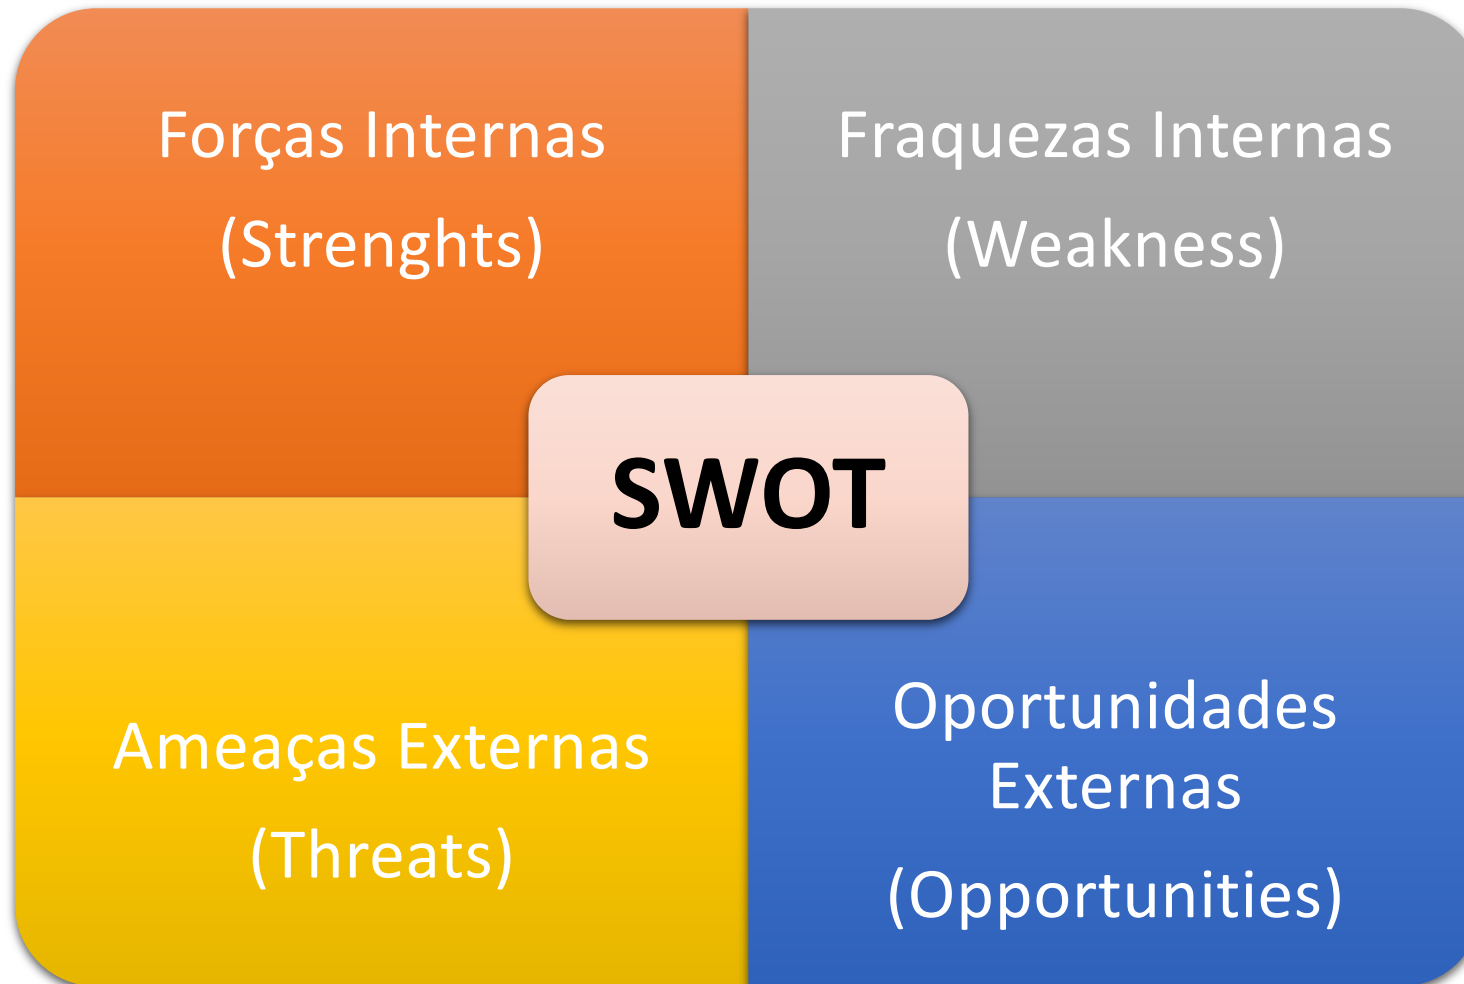 Forças Internas
(Strenghts)
Fraquezas Internas
(Weakness)
SWOT
Ameaças Externas
(Threats)
Oportunidades
Externas
(Opportunities)